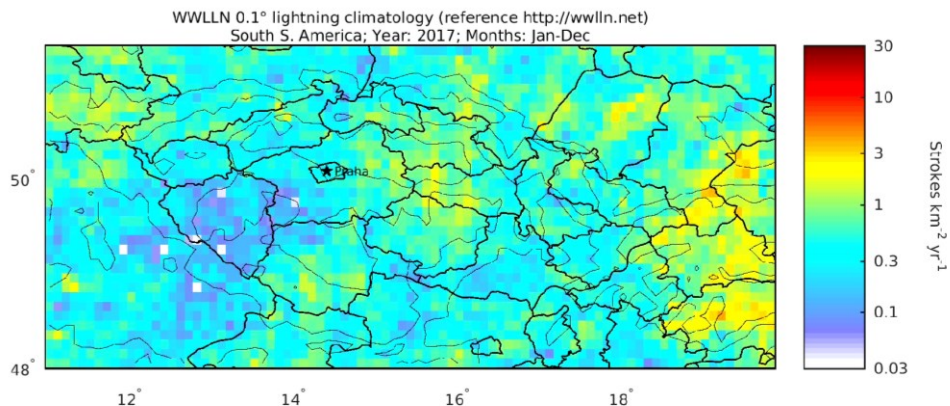 WWLLN 0.1° lightning climatology (reference http://wwlln.net)
South S. America; Year: 2017; Months: Jan-Dec
30
10
3
1
0.3
0.1
0.03
Strokes km⁻² yr⁻¹
50°
48°
Praha
12° 14° 16° 18°